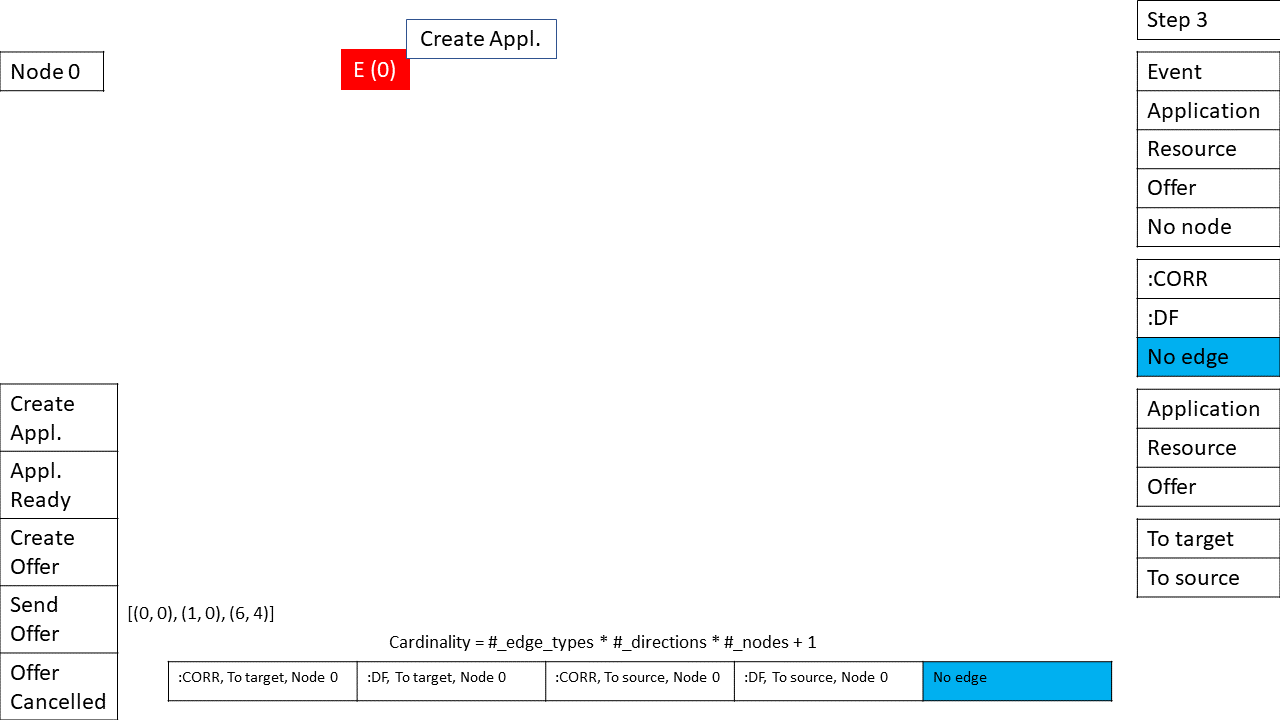 Create Appl.
Step 3
Node 0
E (0)
Event
Application
Resource
Offer
No node
:CORR
:DF
No edge
Application
Resource
Offer
To target
To source
Create
Appl.
Appl.
Ready
Create
Offer
Send
Offer
Offer
Cancelled
[(0, 0), (1, 0), (6, 4)]
Cardinality = #_edge_types * #_directions * #_nodes + 1
:CORR, To target, Node 0
:DF, To target, Node 0
:CORR, To source, Node 0
:DF, To source, Node 0
No edge